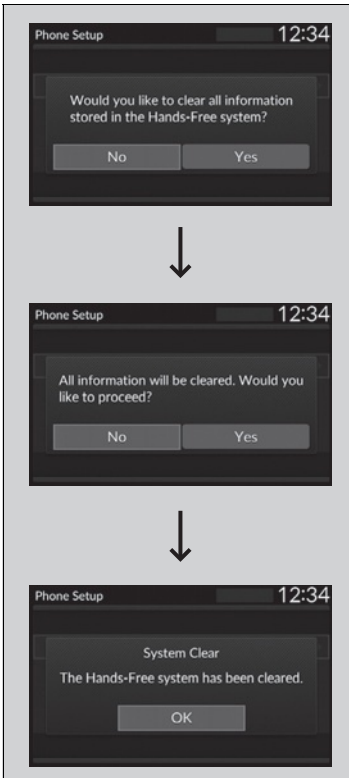 Phone Setup 12:34
Would you like to clear all information
stored in the Hands-Free system?
No Yes
Phone Setup 12:34
All information will be cleared. Would you
like to proceed?
No Yes
Phone Setup 12:34
System Clear
The Hands-Free system has been cleared.
OK